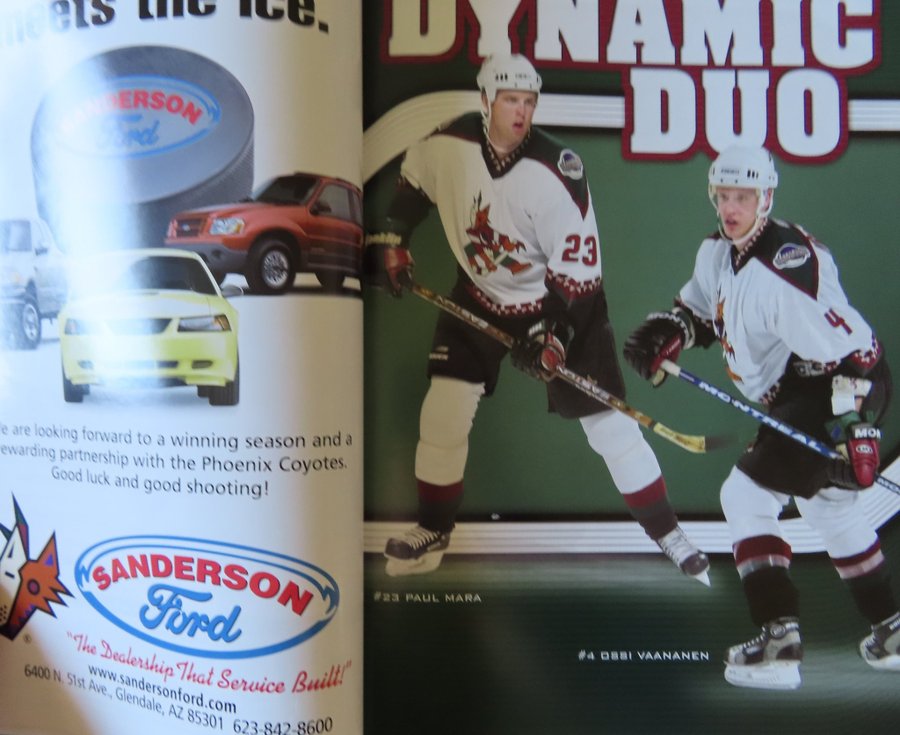 meets the ice.
SANDERSON
Ford
e are looking forward to a winning season and a
ewarding partnership with the Phoenix Coyotes.
Good luck and good shooting!
SANDERSON
Ford
"The Dealership That Service Built!"
www.sandersonford.com
6400 N. 51st Ave., Glendale, AZ 85301 623-842-8600
DYNAMIC
DUO
23
4
MONTREAL
MO
#23 PAUL MARA
#4 OSSI VAANANEN